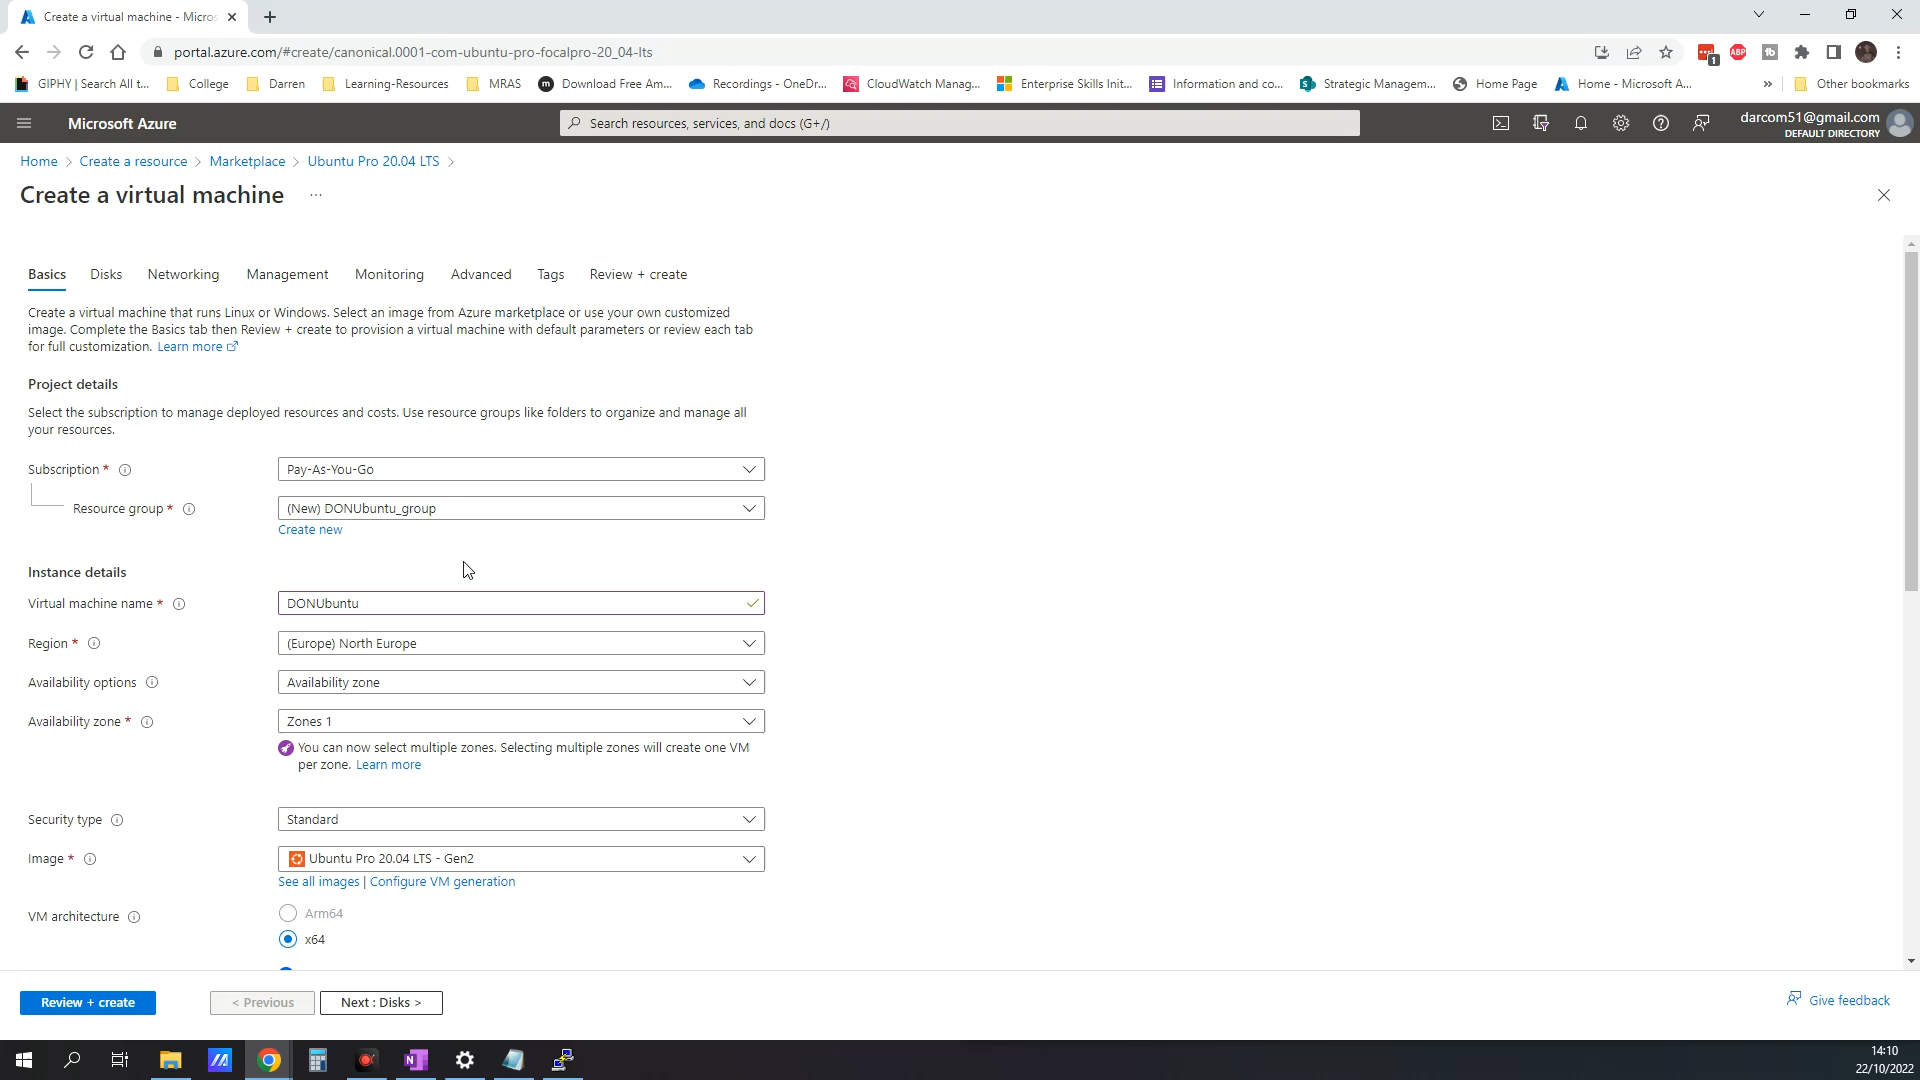 Create a virtual machine - Micros
portal.azure.com/#create/canonical.0001-com-ubuntu-pro-focalpro-20_04-lts
1
ABP
GIPHY | Search All t...
College
Darren
Learning-Resources
MRAS
Download Free Am...
Recordings - OneDr...
CloudWatch Manag...
Enterprise Skills Init...
Information and co...
Strategic Managem...
Home Page
Home - Microsoft A...
»
Other bookmarks
Microsoft Azure
Search resources, services, and docs (G+/)
darcom51@gmail.com
DEFAULT DIRECTORY
Home > Create a resource > Marketplace > Ubuntu Pro 20.04 LTS >
Create a virtual machine ...
Basics Disks Networking Management Monitoring Advanced Tags Review + create
Create a virtual machine that runs Linux or Windows. Select an image from Azure marketplace or use your own customized
image. Complete the Basics tab then Review + create to provision a virtual machine with default parameters or review each tab
for full customization. Learn more
Project details
Select the subscription to manage deployed resources and costs. Use resource groups like folders to organize and manage all
your resources.
Subscription * Pay-As-You-Go
Resource group * (New) DONUbuntu_group
Create new
Instance details
Virtual machine name * DONUbuntu
Region * (Europe) North Europe
Availability options Availability zone
Availability zone * Zones 1
You can now select multiple zones. Selecting multiple zones will create one VM
per zone. Learn more
Security type Standard
Image * Ubuntu Pro 20.04 LTS - Gen2
See all images | Configure VM generation
VM architecture Arm64
x64
Review + create
< Previous
Next : Disks >
Give feedback
14:10
22/10/2022